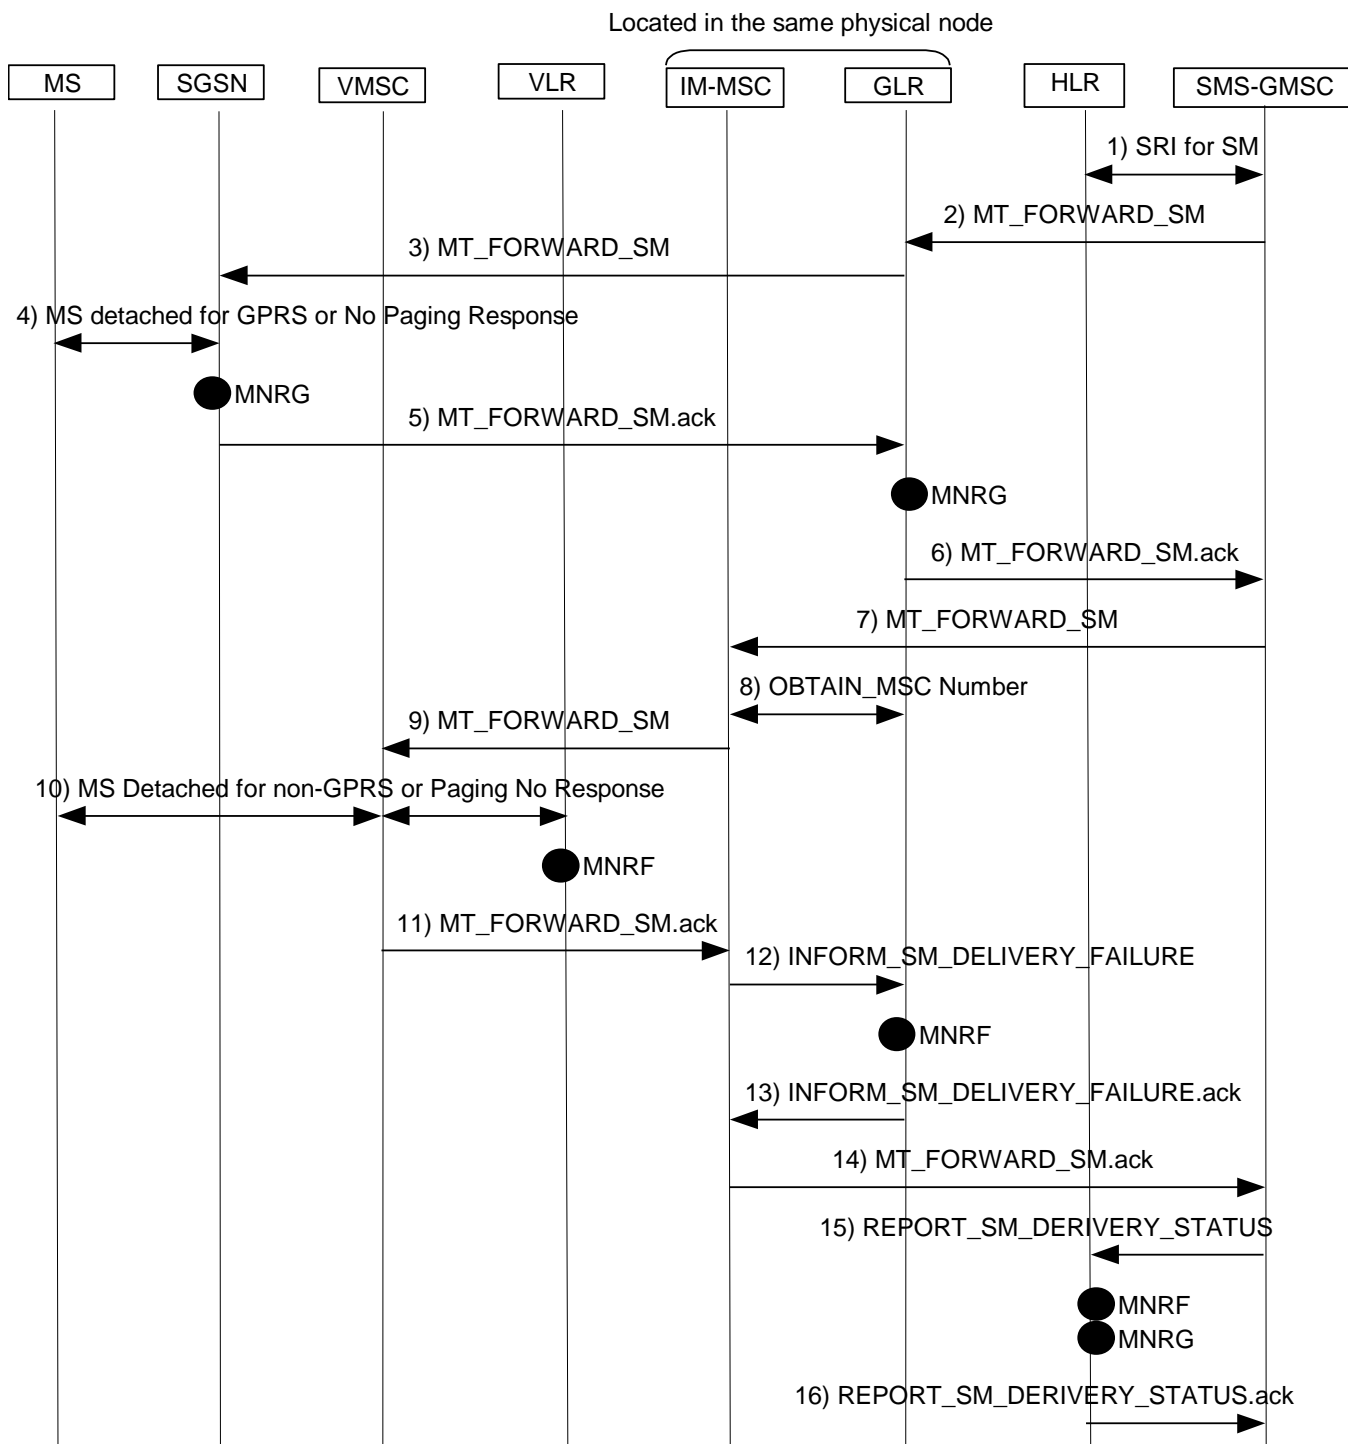 Located in the same physical node
MS SGSN VMSC VLR IM-MSC GLR HLR SMS-GMSC
1) SRI for SM
2) MT_FORWARD_SM
3) MT_FORWARD_SM
4) MS detached for GPRS or No Paging Response
MNRG
5) MT_FORWARD_SM.ack
MNRG
6) MT_FORWARD_SM.ack
7) MT_FORWARD_SM
8) OBTAIN_MSC Number
9) MT_FORWARD_SM
10) MS Detached for non-GPRS or Paging No Response
MNRF
11) MT_FORWARD_SM.ack
12) INFORM_SM_DELIVERY_FAILURE
MNRF
13) INFORM_SM_DELIVERY_FAILURE.ack
14) MT_FORWARD_SM.ack
15) REPORT_SM_DERIVERY_STATUS
MNRF
MNRG
16) REPORT_SM_DERIVERY_STATUS.ack